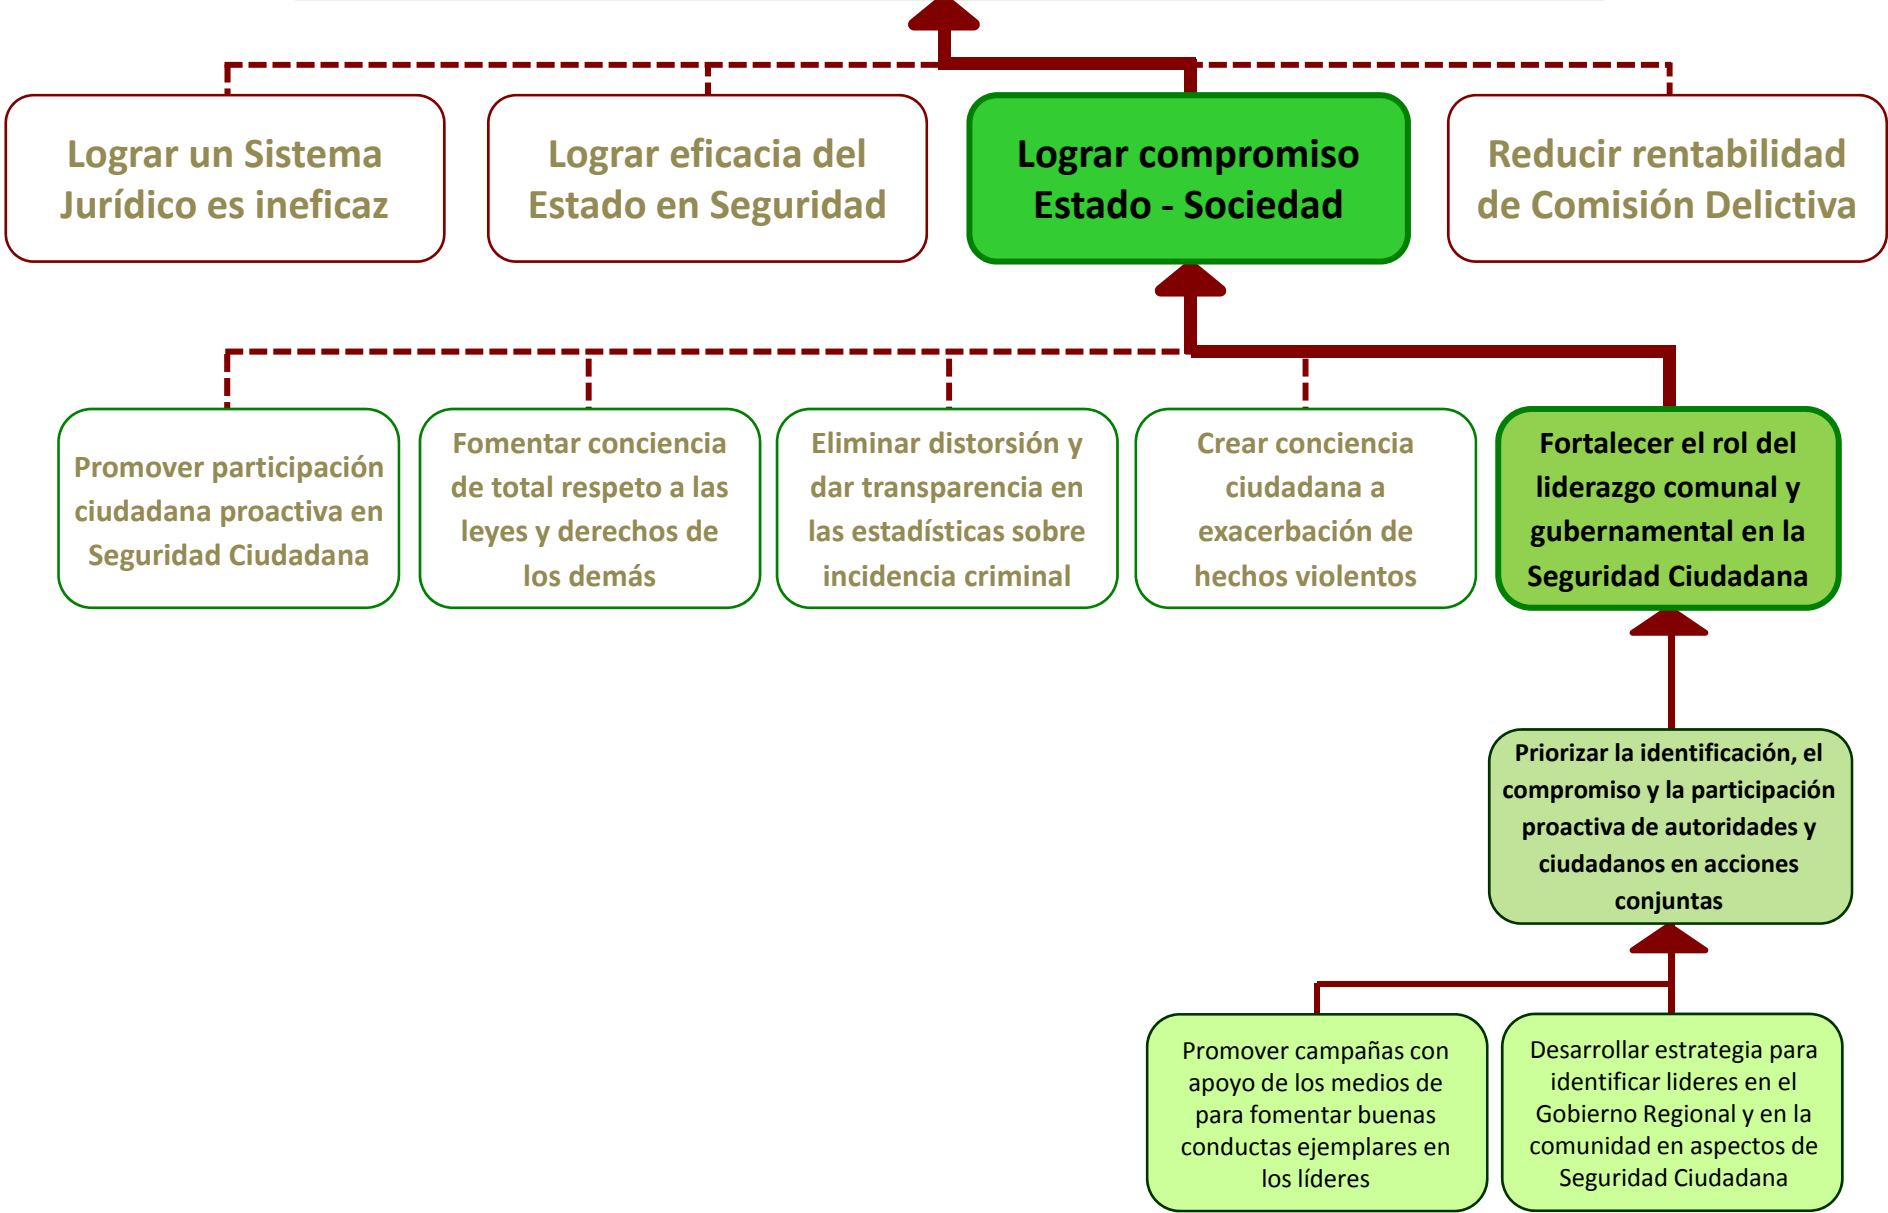 Lograr un Sistema
Jurídico es ineficaz
Lograr eficacia del
Estado en Seguridad
Lograr compromiso
Estado - Sociedad
Reducir rentabilidad
de Comisión Delictiva
Promover participación
ciudadana proactiva en
Seguridad Ciudadana
Fomentar conciencia
de total respeto a las
leyes y derechos de
los demás
Eliminar distorsión y
dar transparencia en
las estadísticas sobre
incidencia criminal
Crear conciencia
ciudadana a
exacerbación de
hechos violentos
Fortalecer el rol del
liderazgo comunal y
gubernamental en la
Seguridad Ciudadana
Priorizar la identificación, el
compromiso y la participación
proactiva de autoridades y
ciudadanos en acciones
conjuntas
Promover campañas con
apoyo de los medios de
para fomentar buenas
conductas ejemplares en
los líderes
Desarrollar estrategia para
identificar lideres en el
Gobierno Regional y en la
comunidad en aspectos de
Seguridad Ciudadana